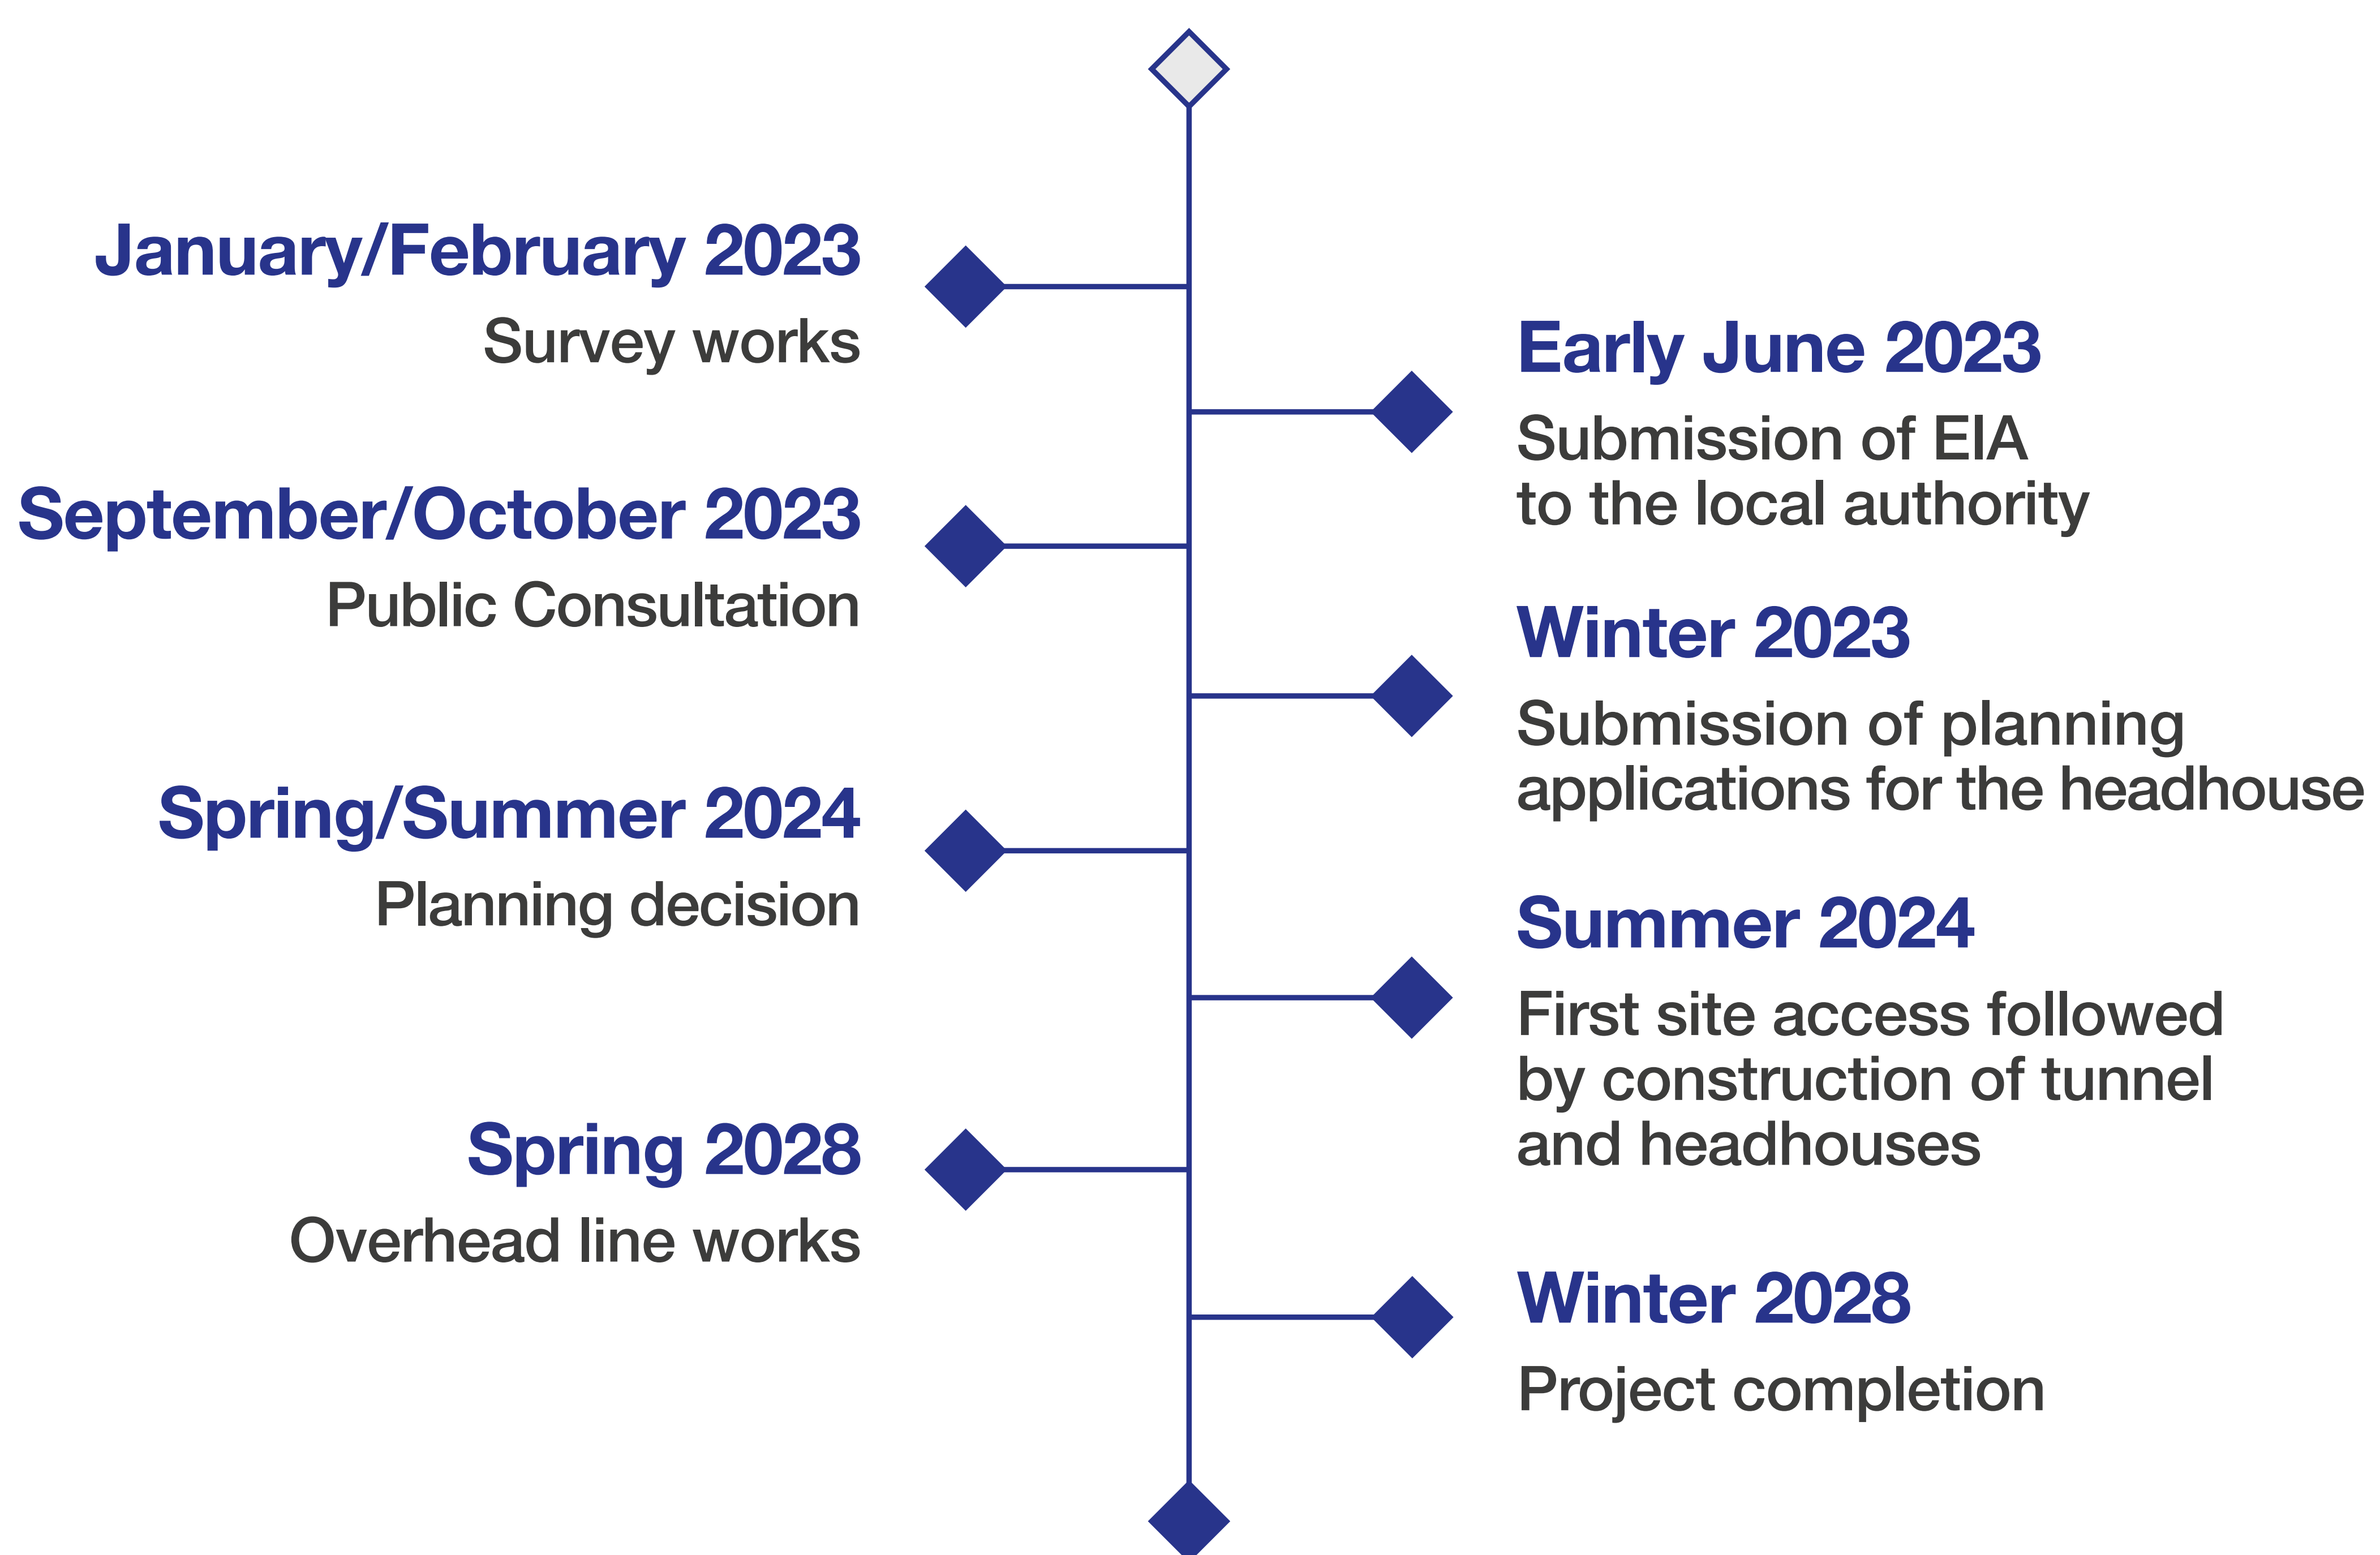 January/February 2023
Survey works
Early June 2023
Submission of EIA
to the local authority
September/October 2023
Public Consultation
Winter 2023
Submission of planning
applications for the headhouse
Spring/Summer 2024
Planning decision
Summer 2024
First site access followed
by construction of tunnel
and headhouses
Spring 2028
Overhead line works
Winter 2028
Project completion